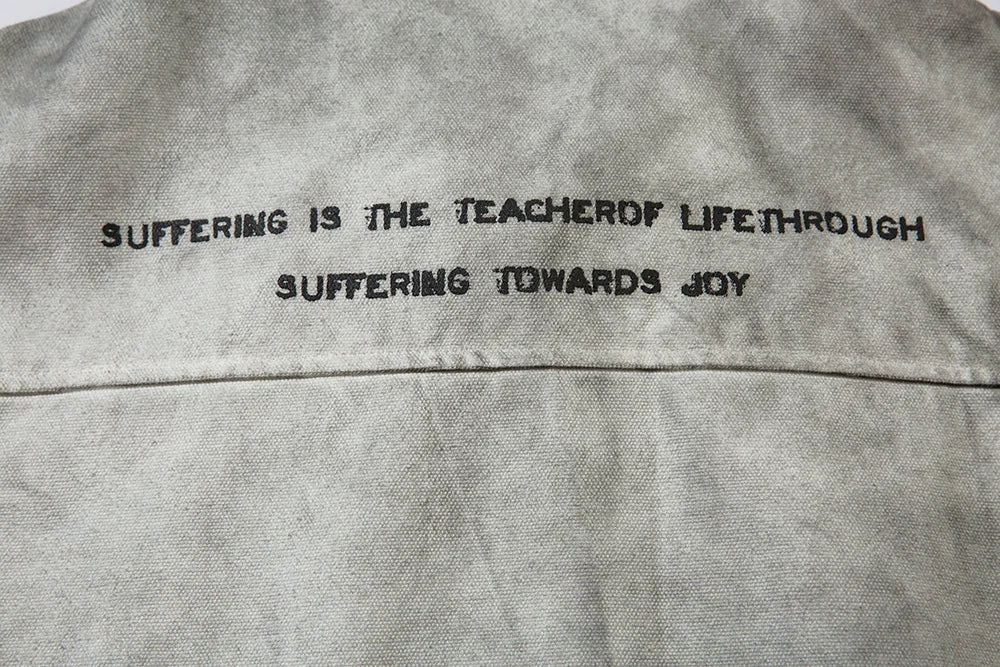 SUFFERING IS THE TEACHEROF LIFETHROUGH
SUFFERING TOWARDS JOY